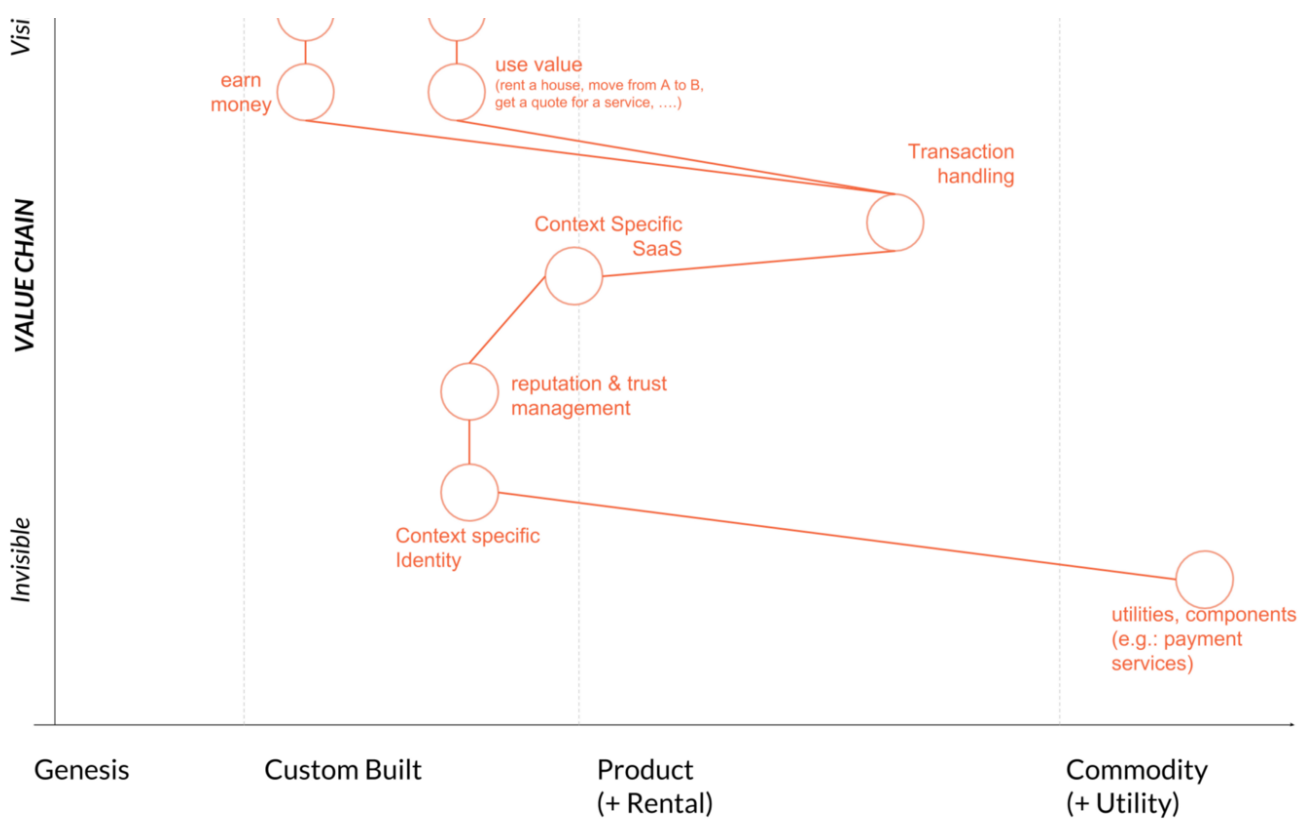 Visi
earn
money
use value
(rent a house, move from A to B,
get a quote for a service, ....)
Transaction
handling
Context Specific
SaaS
VALUE CHAIN
reputation & trust
management
Context specific
Identity
Invisible
utilities, components
(e.g.: payment
services)
Genesis
Custom Built
Product
(+ Rental)
Commodity
(+ Utility)